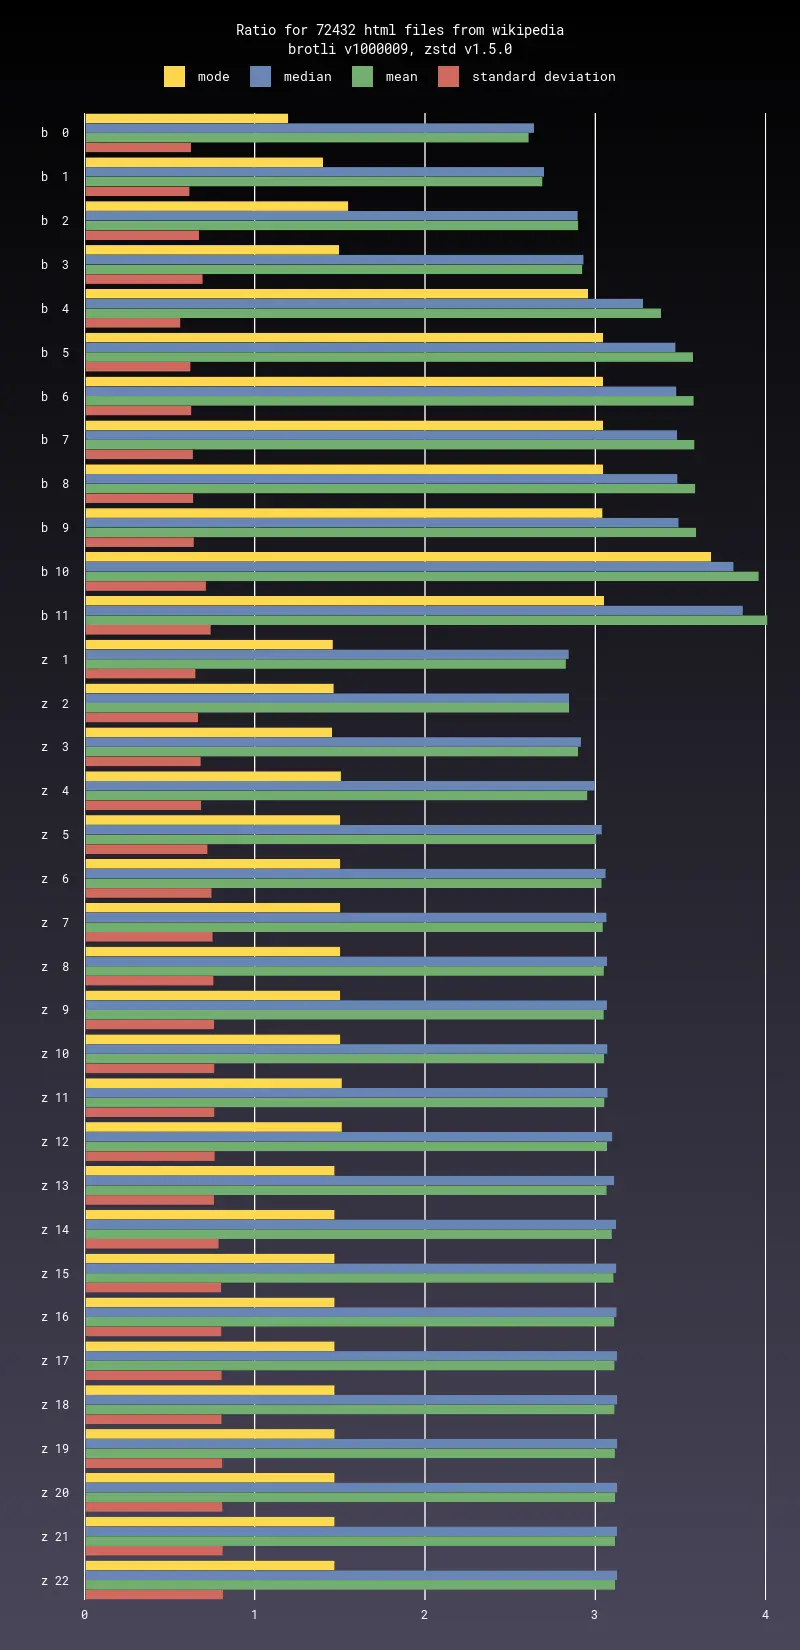 Ratio for 72432 html files from wikipedia
brotli v1000009, zstd v1.5.0
mode median mean standard deviation
b 0
b 1
b 2
b 3
b 4
b 5
b 6
b 7
b 8
b 9
b 10
b 11
z 1
z 2
z 3
z 4
z 5
z 6
z 7
z 8
z 9
z 10
z 11
z 12
z 13
z 14
z 15
z 16
z 17
z 18
z 19
z 20
z 21
z 22
0 1 2 3 4